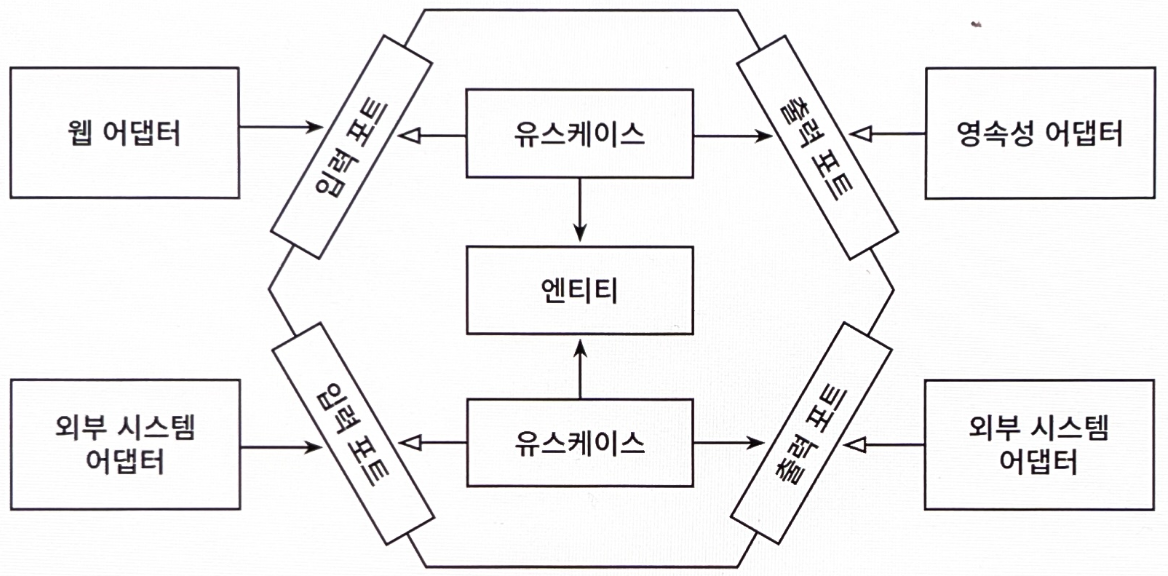 웹 어댑터
입력 포트
유스케이스
출력 포트
영속성 어댑터
엔티티
외부 시스템
어댑터
입력 포트
유스케이스
출력 포트
외부 시스템
어댑터